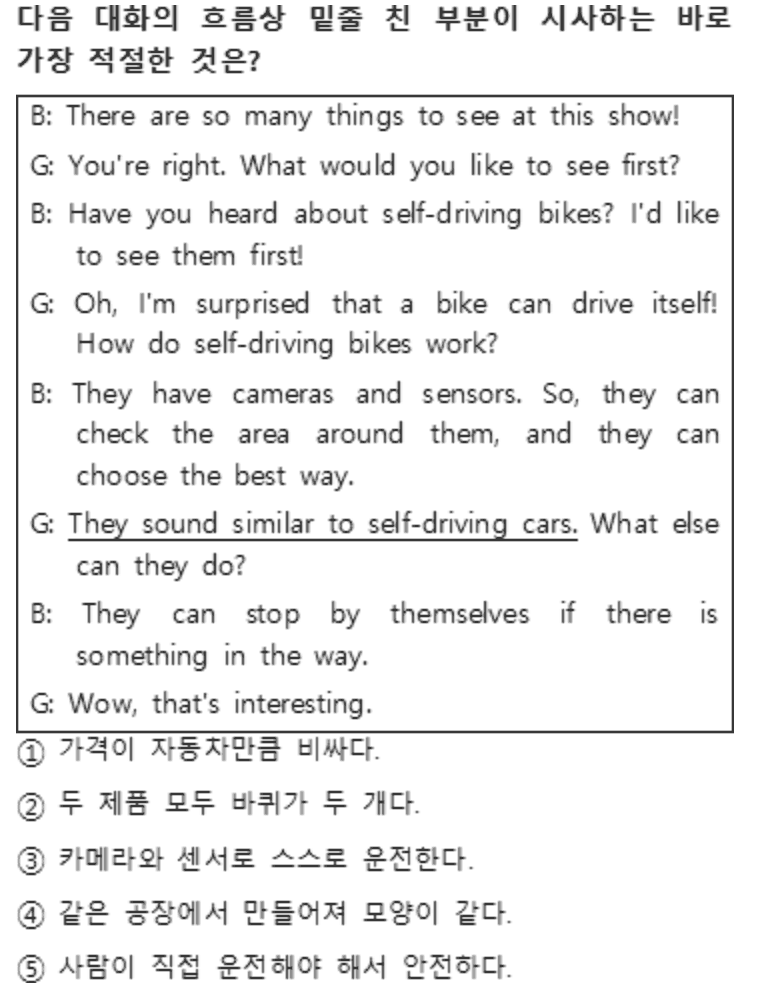 다음 대화의 흐름상 밑줄 친 부분이 시사하는 바로
가장 적절한 것은?
B: There are so many things to see at this show!
G: You're right. What would you like to see first?
B: Have you heard about self-driving bikes? I'd like
to see them first!
G: Oh, I'm surprised that a bike can drive itself!
How do self-driving bikes work?
B: They have cameras and sensors. So, they can
check the area around them, and they can
choose the best way.
G: They sound similar to self-driving cars. What else
can they do?
B: They can stop by themselves if there is
something in the way.
G: Wow, that's interesting.
① 가격이 자동차만큼 비싸다.
② 두 제품 모두 바퀴가 두 개다.
③ 카메라와 센서로 스스로 운전한다.
④ 같은 공장에서 만들어져 모양이 같다.
⑤ 사람이 직접 운전해야 해서 안전하다.